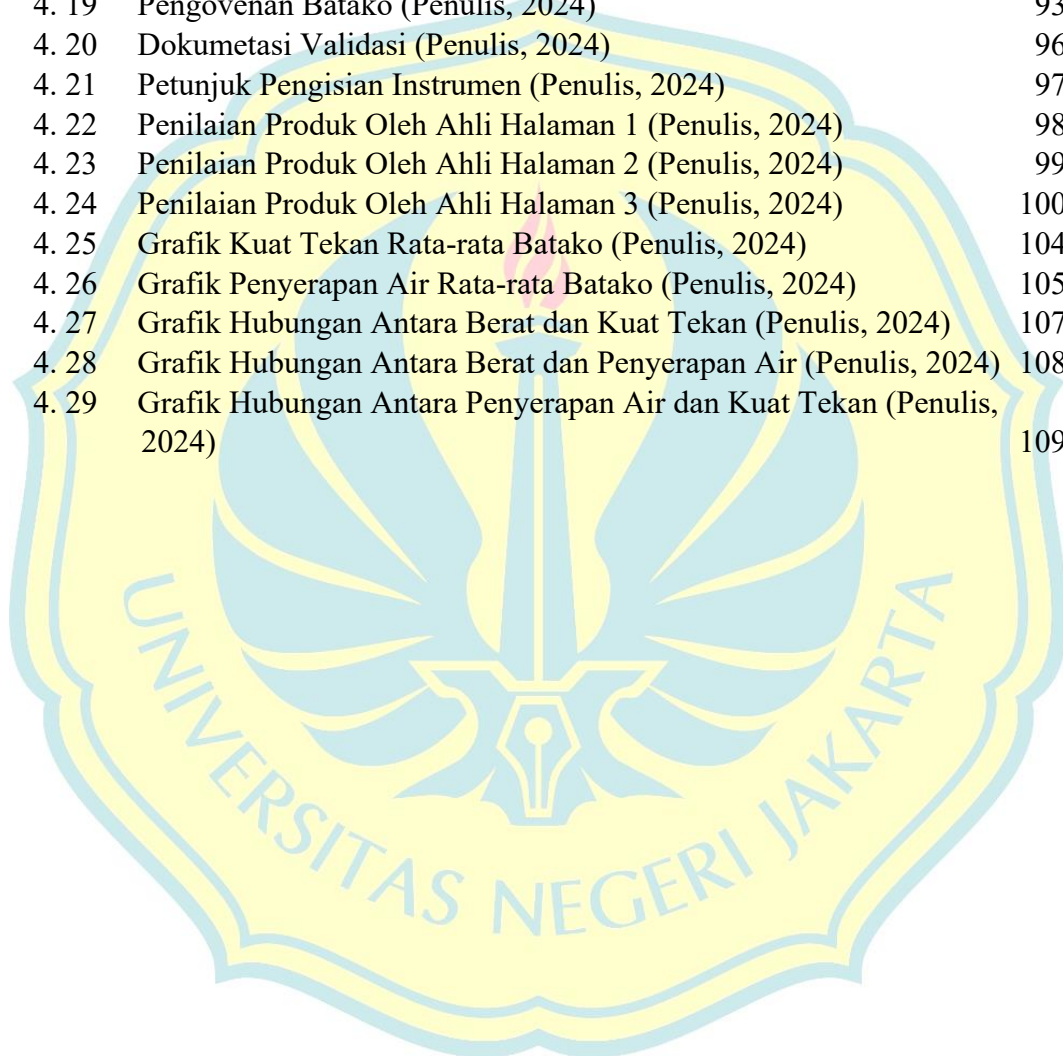 4. 19 Pengovenan Batako (Penulis, 2024) 93
4. 20 Dokumetasi Validasi (Penulis, 2024) 96
4. 21 Petunjuk Pengisian Instrumen (Penulis, 2024) 97
4. 22 Penilaian Produk Oleh Ahli Halaman 1 (Penulis, 2024) 98
4. 23 Penilaian Produk Oleh Ahli Halaman 2 (Penulis, 2024) 99
4. 24 Penilaian Produk Oleh Ahli Halaman 3 (Penulis, 2024) 100
4. 25 Grafik Kuat Tekan Rata-rata Batako (Penulis, 2024) 104
4. 26 Grafik Penyerapan Air Rata-rata Batako (Penulis, 2024) 105
4. 27 Grafik Hubungan Antara Berat dan Kuat Tekan (Penulis, 2024) 107
4. 28 Grafik Hubungan Antara Berat dan Penyerapan Air (Penulis, 2024) 108
4. 29 Grafik Hubungan Antara Penyerapan Air dan Kuat Tekan (Penulis,
2024) 109
UNIVERSITAS NEGERI JAKARTA